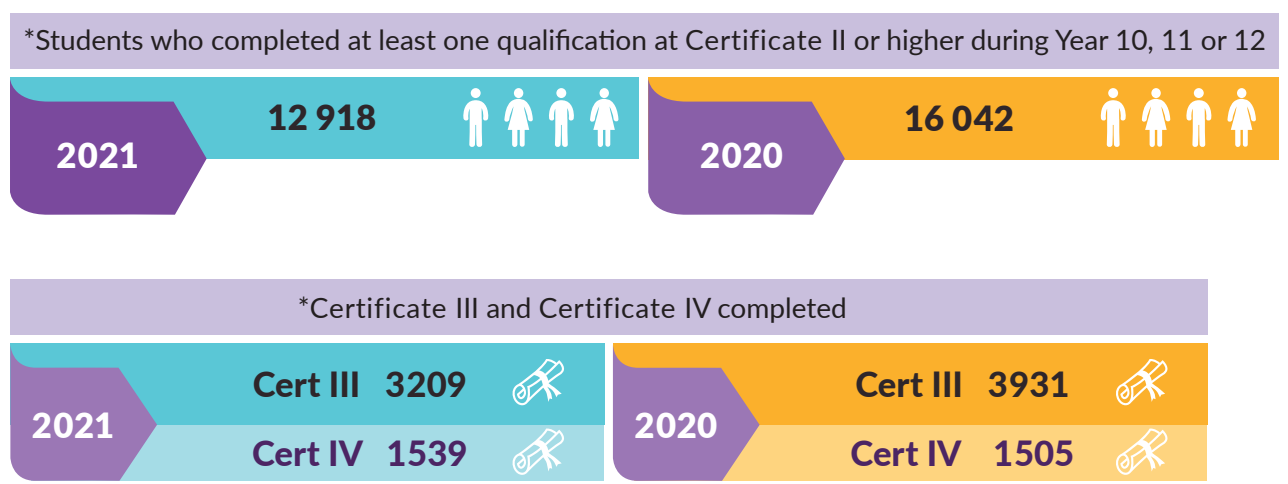 *Students who completed at least one qualification at Certificate II or higher during Year 10, 11 or 12
2021
12 918
2020
16 042
*Certificate III and Certificate IV completed
2021
Cert III 3209
Cert IV 1539
2020
Cert III 3931
Cert IV 1505